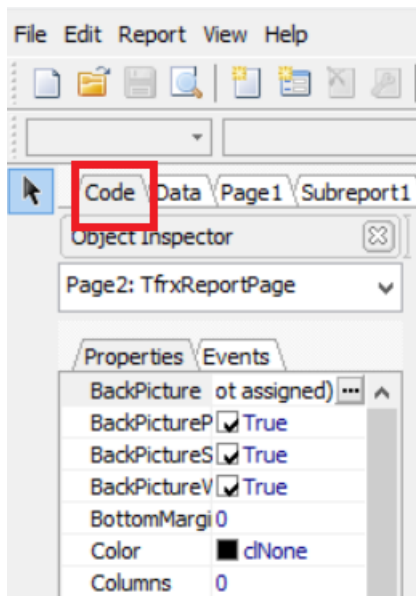 File Edit Report View Help
Code Data Page1 Subreport1
Object Inspector
Page2: TfrxReportPage
Properties Events
BackPicture ot assigned) ...
BackPictureP True
BackPictureS True
BackPictureV True
BottomMargi 0
Color clNone
Columns 0